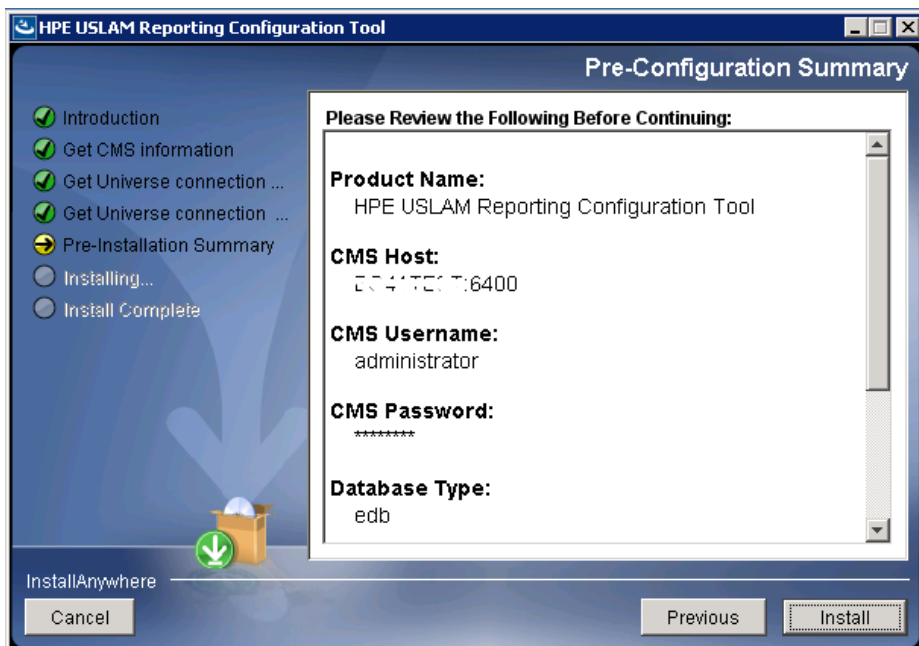 HPE USLAM Reporting Configuration Tool
Pre-Configuration Summary
Introduction
Get CMS information
Get Universe connection ...
Get Universe connection ...
Pre-Installation Summary
Installing...
Install Complete
Please Review the Following Before Continuing:
Product Name:
HPE USLAM Reporting Configuration Tool
CMS Host:
:6400
CMS Username:
administrator
CMS Password:
********
Database Type:
edb
InstallAnywhere
Cancel
Previous
Install